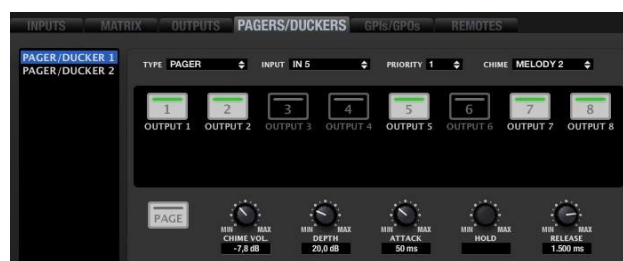 INPUTS MATRIX OUTPUTS PAGERS/DUCKERS GPIs/GPOs REMOTES
PAGER/DUCKER 1
PAGER/DUCKER 2
TYPE PAGER INPUT IN 5 PRIORITY 1 CHIME MELODY 2
1 2 3 4 5 6 7 8
OUTPUT 1 OUTPUT 2 OUTPUT 3 OUTPUT 4 OUTPUT 5 OUTPUT 6 OUTPUT 7 OUTPUT 8
PAGE
MIN MAX MIN MAX MIN MAX MIN MAX MIN MAX
CHIME VOL. DEPTH ATTACK HOLD RELEASE
-7,8 dB 20,0 dB 50 ms 1.500 ms